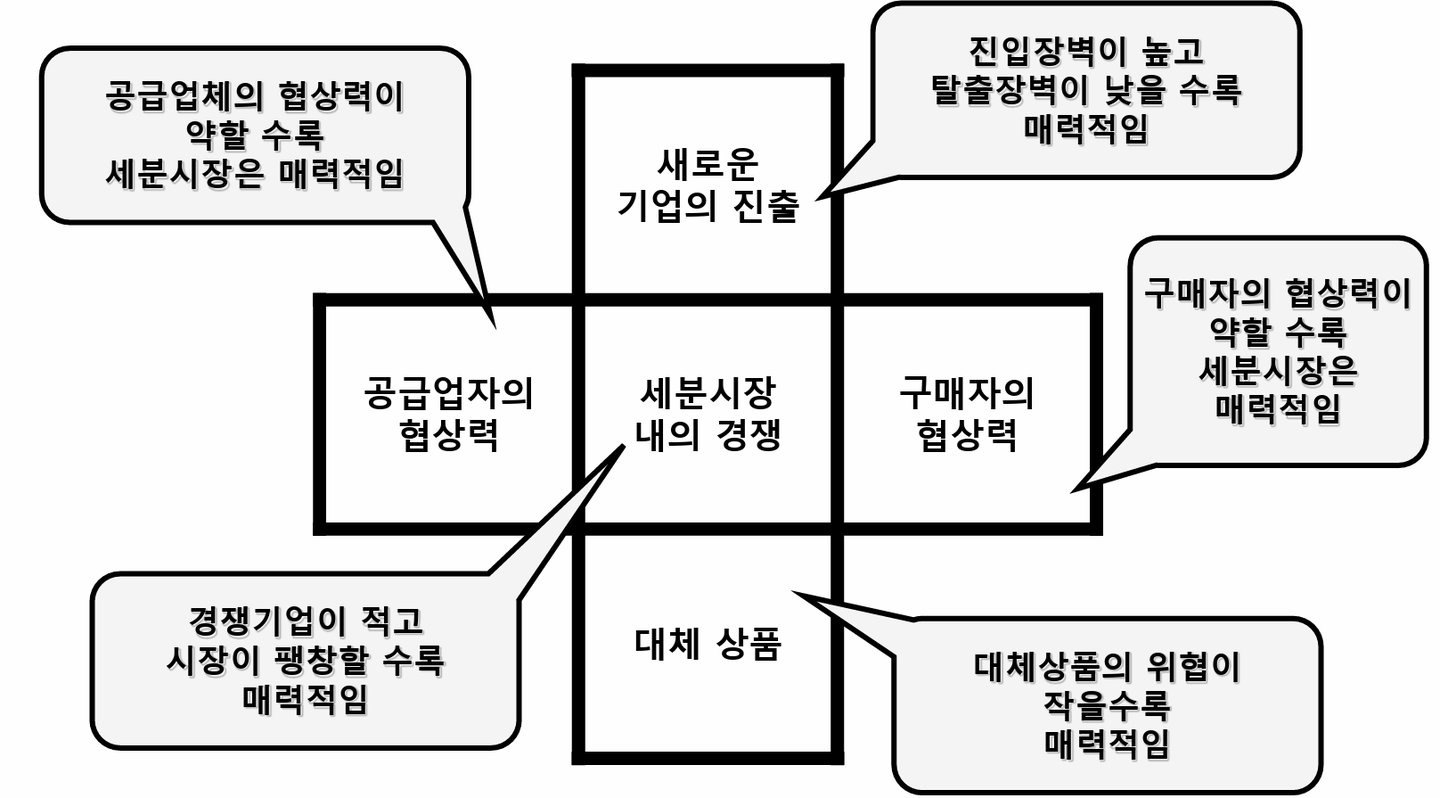 공급업체의 협상력이
약할 수록
세분시장은 매력적임
진입장벽이 높고
탈출장벽이 낮을 수록
매력적임
새로운
기업의 진출
구매자의 협상력이
약할 수록
세분시장은
매력적임
공급업자의
협상력
세분시장
내의 경쟁
구매자의
협상력
경쟁기업이 적고
시장이 팽창할 수록
매력적임
대체 상품
대체상품의 위협이
작을수록
매력적임